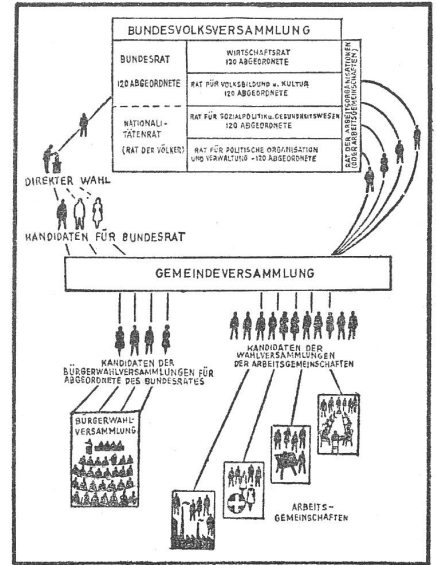 BUNDESVOLKSVERSAMMLUNG
BUNDESRAT
120 ABGEORDNETE
NATIONALI-
TÄTENRAT
(RAT DER VÖLKER)
WIRTSCHAFTSRAT
120 ABGEORDNETE
RAT FÜR VOLKSBILDUNG u. KULTUR
120 ABGEORDNETE
RAT FÜR SOZIALPOLITIK u. GESUNDHEITSWESEN
120 ABGEORDNETE
RAT FÜR POLITISCHE ORGANISATION
UND VERWALTUNG - 120 ABGEORDNETE
RAT DER ARBEITSORGANISATIONEN
(ODER ARBEITSGEMEINSCHAFTEN)
DIREKTER WAHL
KANDIDATEN FÜR BUNDESRAT
GEMEINDEVERSAMMLUNG
KANDIDATEN DER
BÜRGERWAHLVERSAMMLUNGEN FÜR
ABGEORDNETE DES BUNDESRATES
KANDIDATEN DER
WAHLVERSAMMLUNGEN
DER ARBEITSGEMEINSCHAFTEN
BÜRGERWAHL-
VERSAMMLUNG
ARBEITS-
GEMEINSCHAFTEN